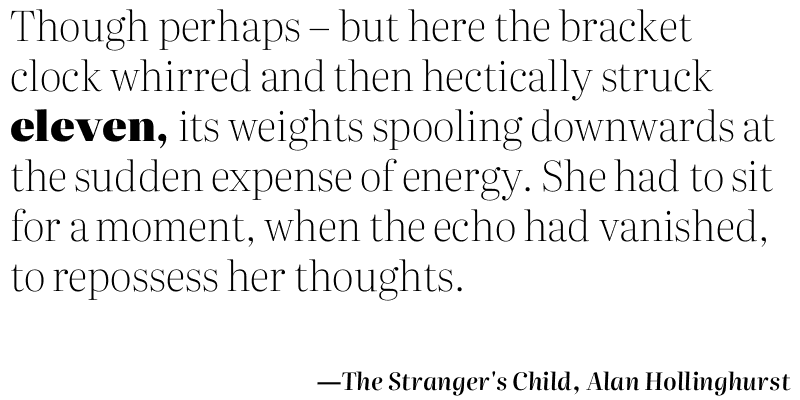 Though perhaps – but here the bracket
clock whirred and then hectically struck
eleven, its weights spooling downwards at
the sudden expense of energy. She had to sit
for a moment, when the echo had vanished,
to repossess her thoughts.
—The Stranger's Child, Alan Hollinghurst